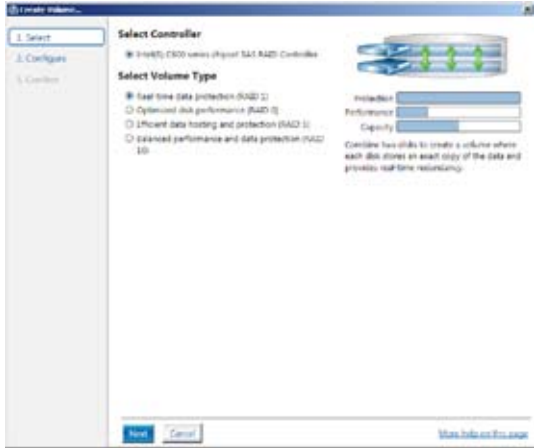 Create Volume...
1. Select
2. Configure
3. Confirm
Select Controller
Intel(R) C600 series chipset SAS RAID Controller
Select Volume Type
Real-time data protection (RAID 1)
Optimized disk performance (RAID 0)
Efficient data hosting and protection (RAID 5)
Balanced performance and data protection (RAID
10)
Protection
Performance
Capacity
Combine two disks to create a volume where
each disk stores an exact copy of the data and
provides real-time redundancy.
Next
Cancel
More help on this page